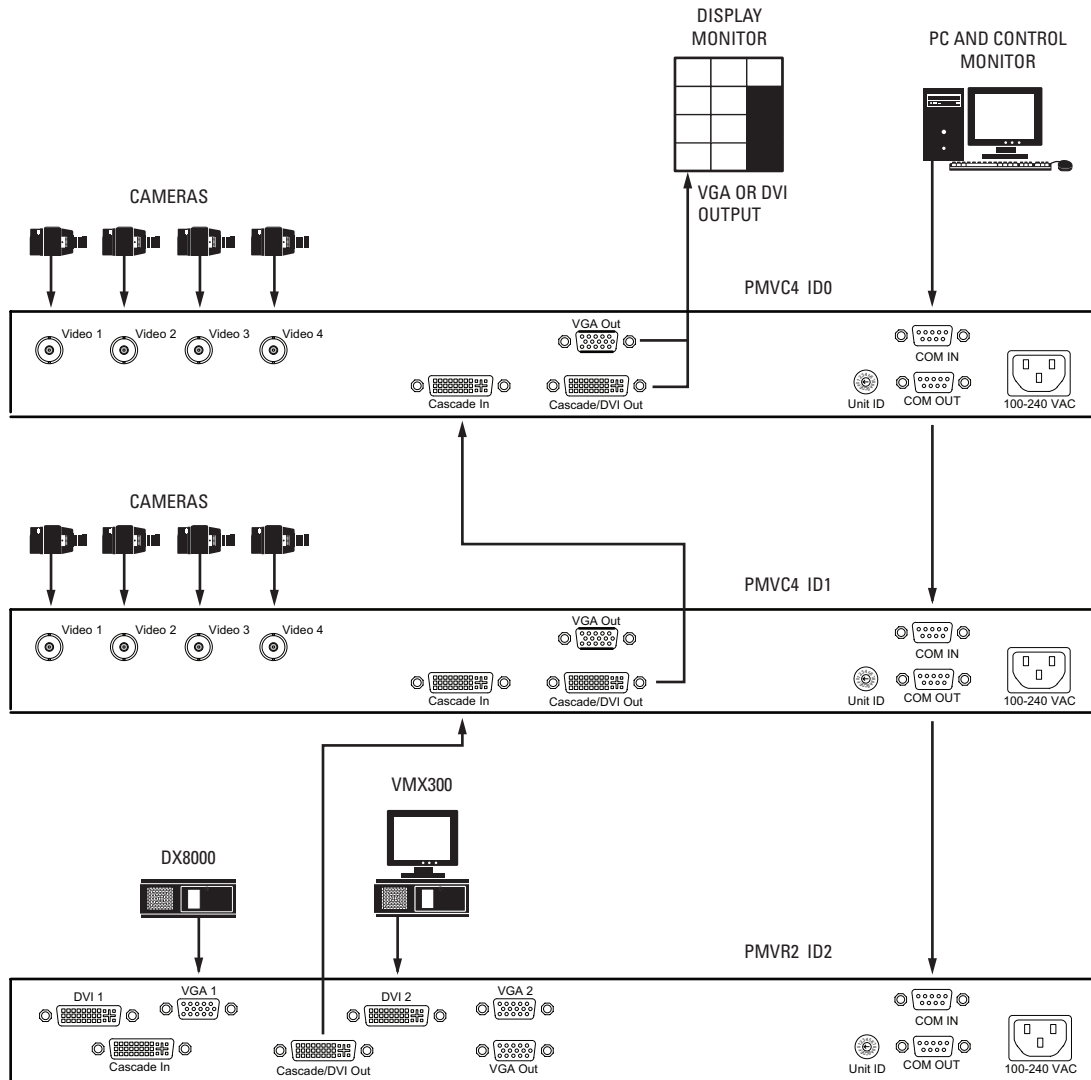 DISPLAY
MONITOR
PC AND CONTROL
MONITOR
VGA OR DVI
OUTPUT
CAMERAS
PMVC4 ID0
Video 1
Video 2
Video 3
Video 4
VGA Out
COM IN
Cascade In
Cascade/DVI Out
Unit ID
COM OUT
100-240 VAC
CAMERAS
PMVC4 ID1
Video 1
Video 2
Video 3
Video 4
VGA Out
COM IN
Cascade In
Cascade/DVI Out
Unit ID
COM OUT
100-240 VAC
VMX300
DX8000
PMVR2 ID2
DVI 1
VGA 1
DVI 2
VGA 2
COM IN
Cascade In
Cascade/DVI Out
VGA Out
Unit ID
COM OUT
100-240 VAC